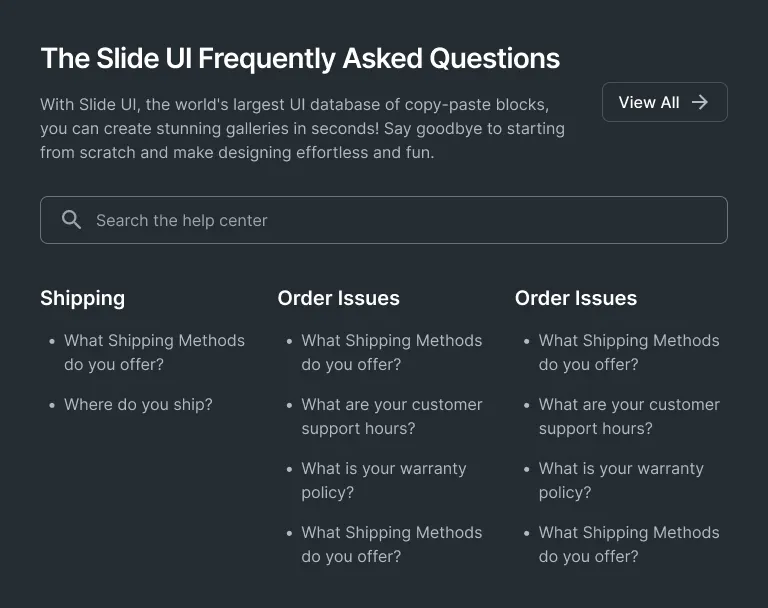 The Slide UI Frequently Asked Questions
With Slide UI, the world's largest UI database of copy-paste blocks,
you can create stunning galleries in seconds! Say goodbye to starting
from scratch and make designing effortless and fun.
View All
Search the help center
Shipping
What Shipping Methods
do you offer?
Where do you ship?
Order Issues
What Shipping Methods
do you offer?
What are your customer
support hours?
What is your warranty
policy?
What Shipping Methods
do you offer?
Order Issues
What Shipping Methods
do you offer?
What are your customer
support hours?
What is your warranty
policy?
What Shipping Methods
do you offer?